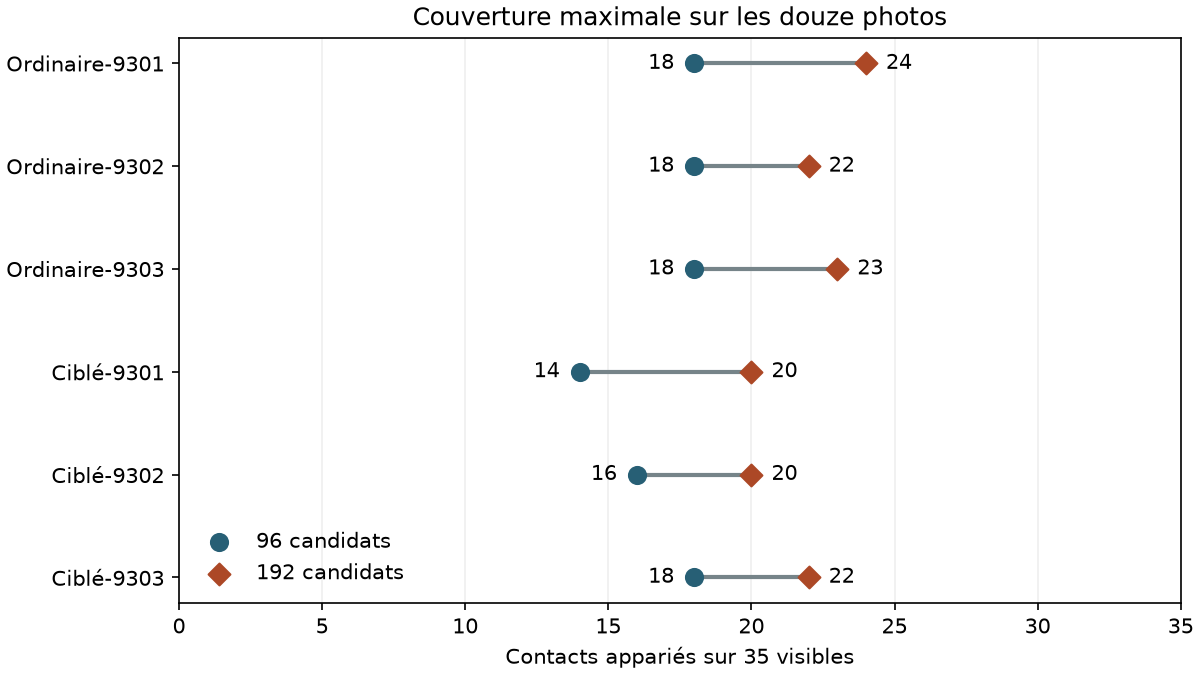 Couverture maximale sur les douze photos
Ordinaire-9301
18
24
Ordinaire-9302
18
22
Ordinaire-9303
18
23
Ciblé-9301
14
20
Ciblé-9302
16
20
96 candidats
192 candidats
Ciblé-9303
18
22
0 5 10 15 20 25 30 35
Contacts appariés sur 35 visibles